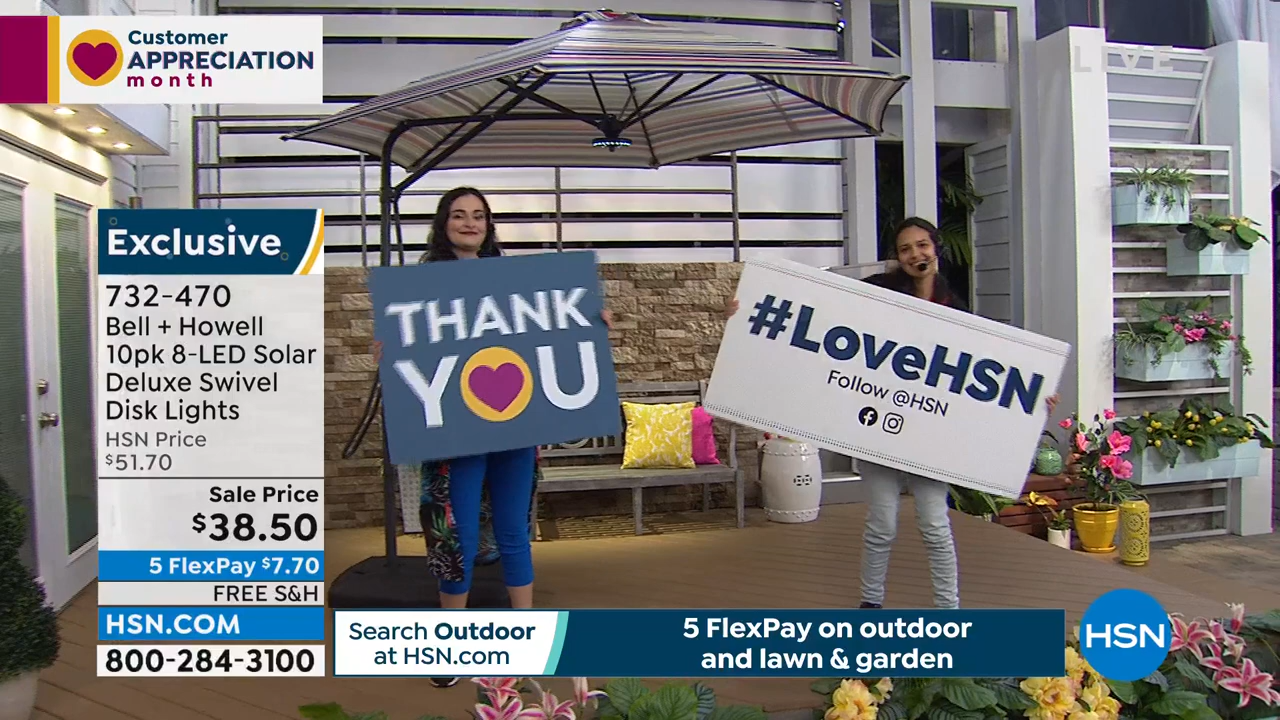 Customer
APPRECIATION
month
LIVE
Exclusive
732-470
Bell + Howell
10pk 8-LED Solar
Deluxe Swivel
Disk Lights
HSN Price
$51.70
Sale Price
$38.50
5 FlexPay $7.70
FREE S&H
HSN.COM
800-284-3100
THANK
YOU
#LoveHSN
Follow @HSN
Search Outdoor
at HSN.com
5 FlexPay on outdoor
and lawn & garden
HSN